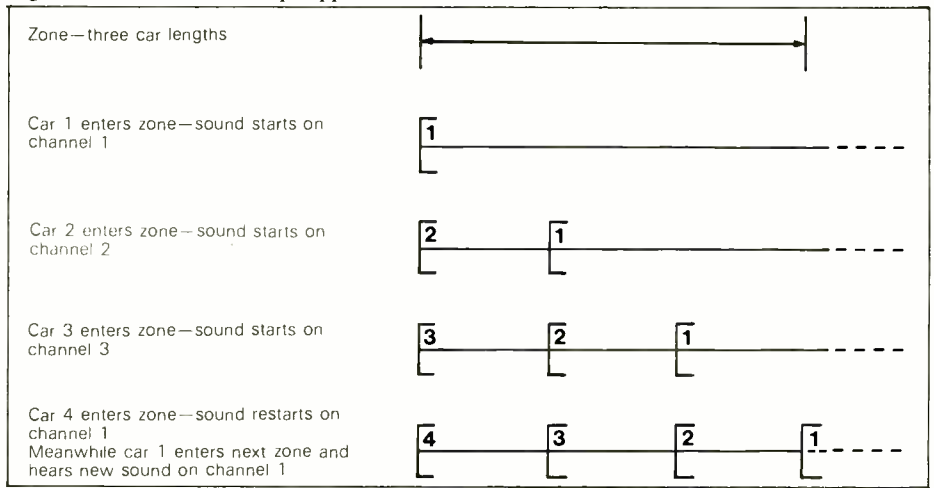 Zone—three car lengths
Car 1 enters zone—sound starts on
channel 1
1
Car 2 enters zone—sound starts on
channel 2
2 1
Car 3 enters zone—sound starts on
channel 3
3 2 1
Car 4 enters zone—sound restarts on
channel 1
Meanwhile car 1 enters next zone and
hears new sound on channel 1
4 3 2 1